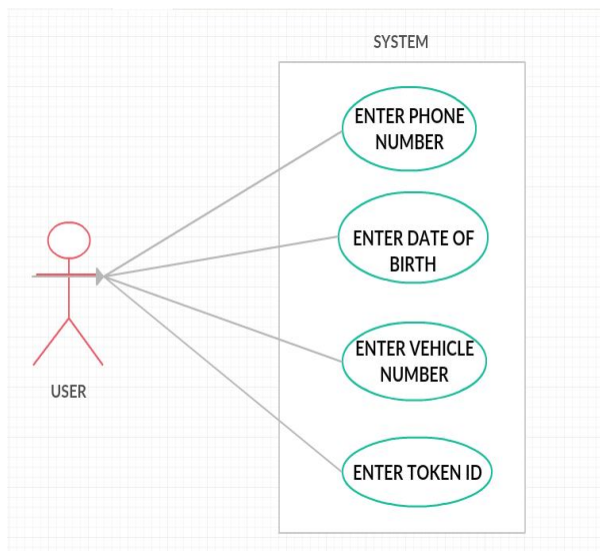 SYSTEM
ENTER PHONE
NUMBER
ENTER DATE OF
BIRTH
ENTER VEHICLE
NUMBER
USER
ENTER TOKEN ID